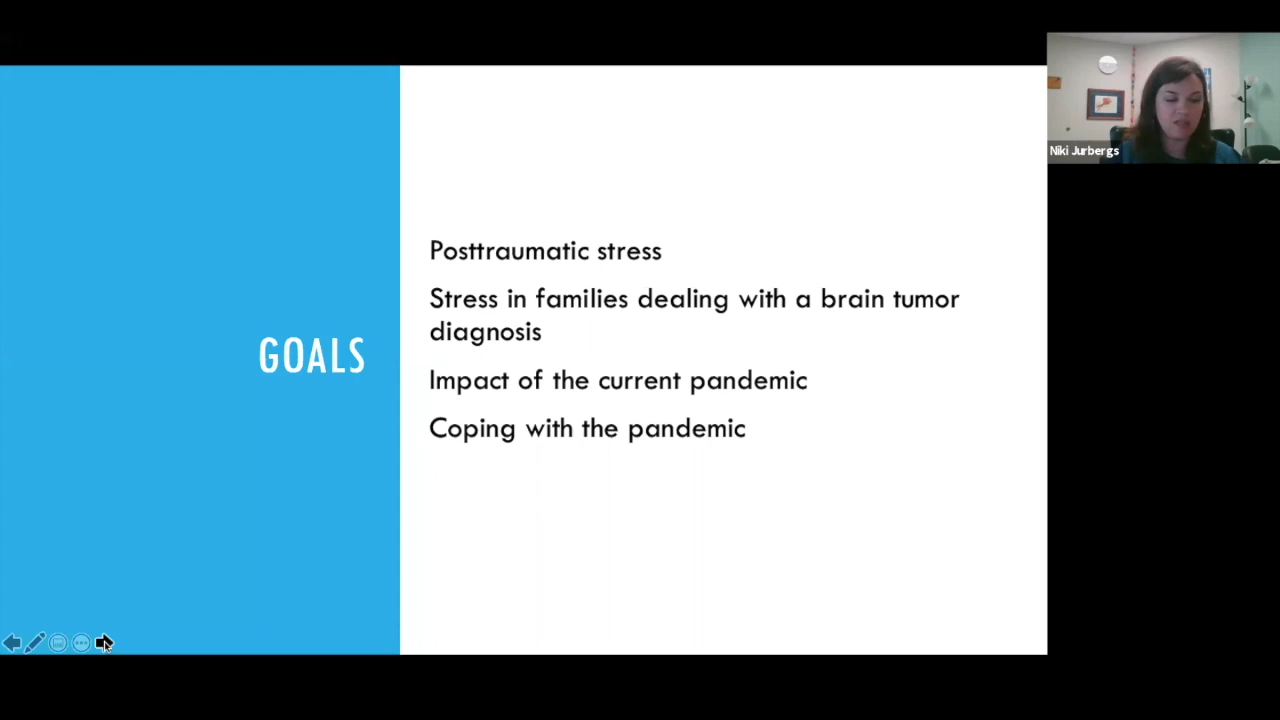 GOALS
Posttraumatic stress
Stress in families dealing with a brain tumor
diagnosis
Impact of the current pandemic
Coping with the pandemic
Niki Jurbergs